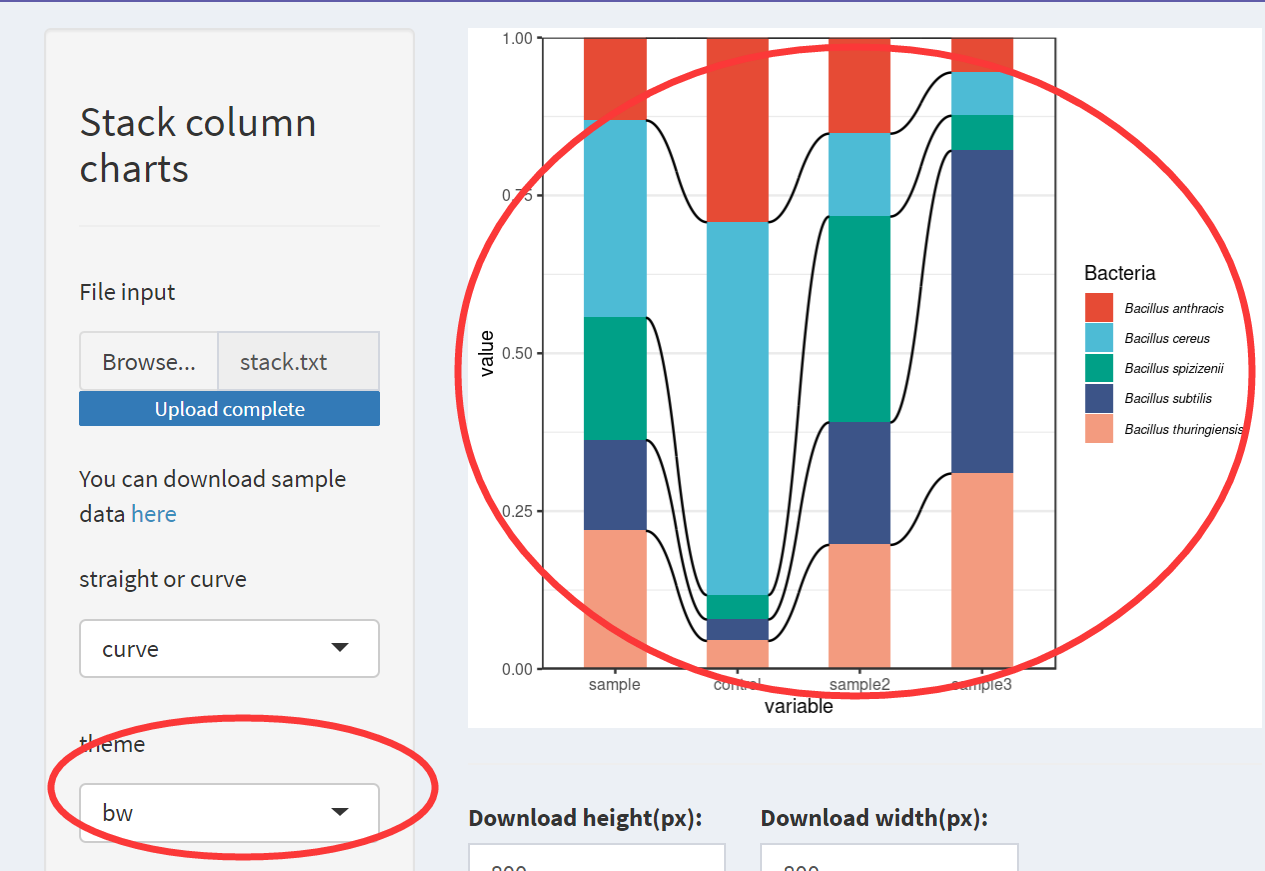 Stack column
charts
File input
Browse...
stack.txt
Upload complete
You can download sample
data here
straight or curve
curve
theme
bw
1.00
0.75
0.50
0.25
0.00
value
sample
control
sample2
sample3
variable
Bacteria
Bacillus anthracis
Bacillus cereus
Bacillus spizizenii
Bacillus subtilis
Bacillus thuringiensis
Download height(px):
Download width(px):